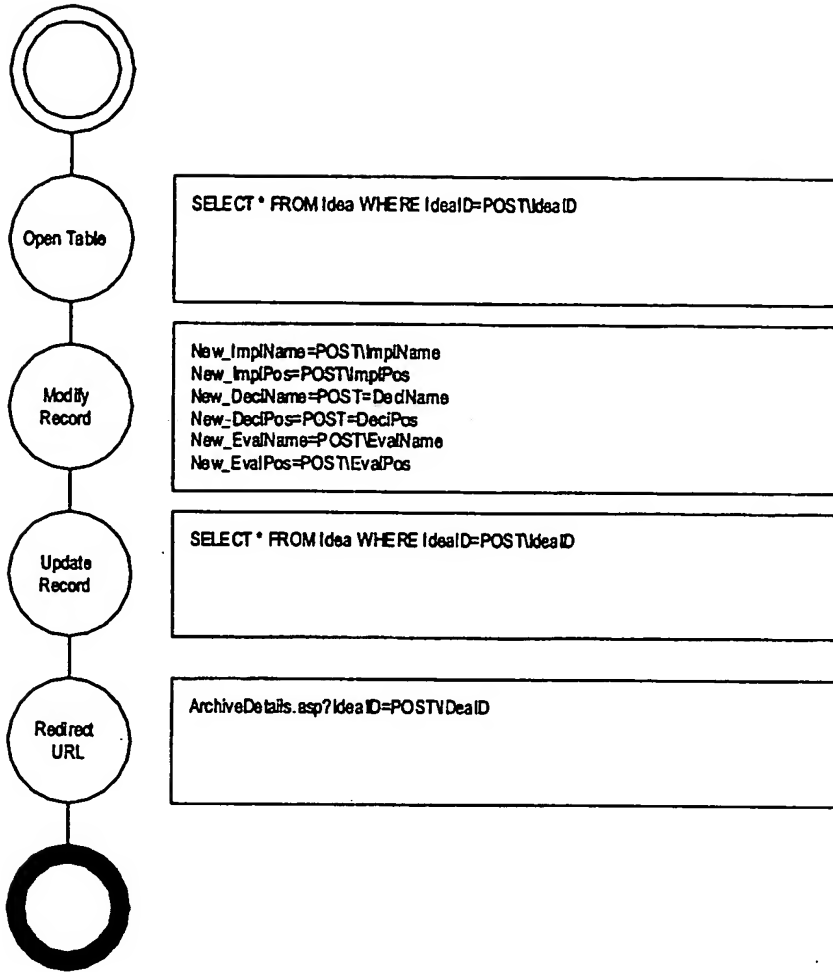 Open Table
SELECT * FROM Idea WHERE IdeaID=POST\IdeaID
Modify
Record
New_ImplName=POST\ImplName
New_ImplPos=POST\ImplPos
New_DeciName=POST=DeciName
New-DeciPos=POST=DeciPos
New_EvalName=POST\EvalName
New_EvalPos=POST\EvalPos
Update
Record
SELECT * FROM Idea WHERE IdeaID=POST\IdeaID
Redirect
URL
ArchiveDetails.asp?IdeaID=POST\IDeaID